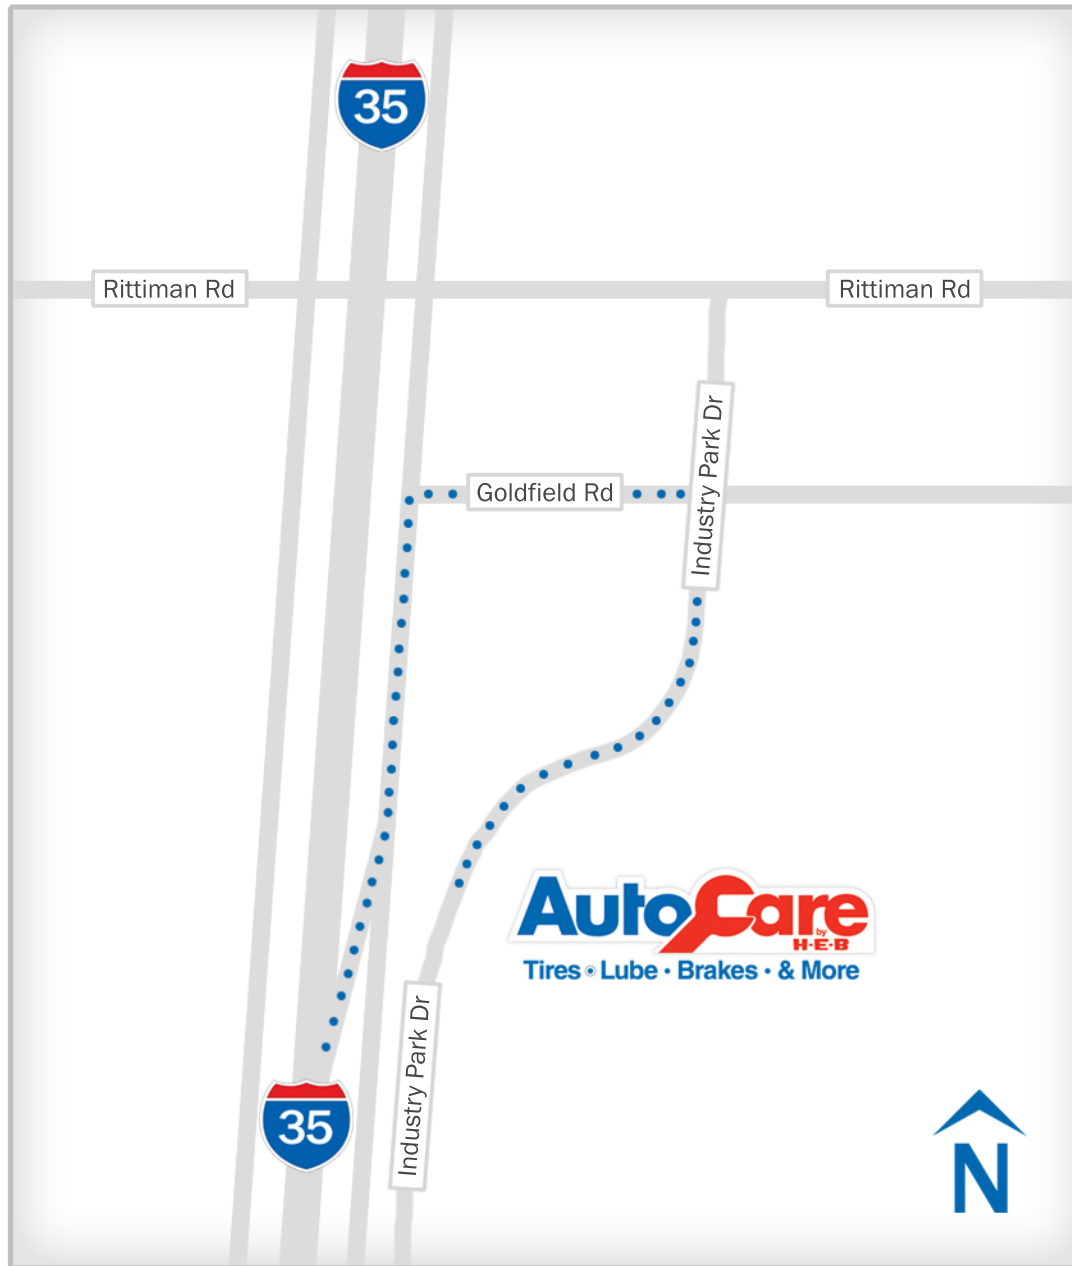 35
Rittiman Rd
Rittiman Rd
Industry Park Dr
Goldfield Rd
AutoCare
by
H-E-B
Tires • Lube • Brakes • & More
Industry Park Dr
35
N